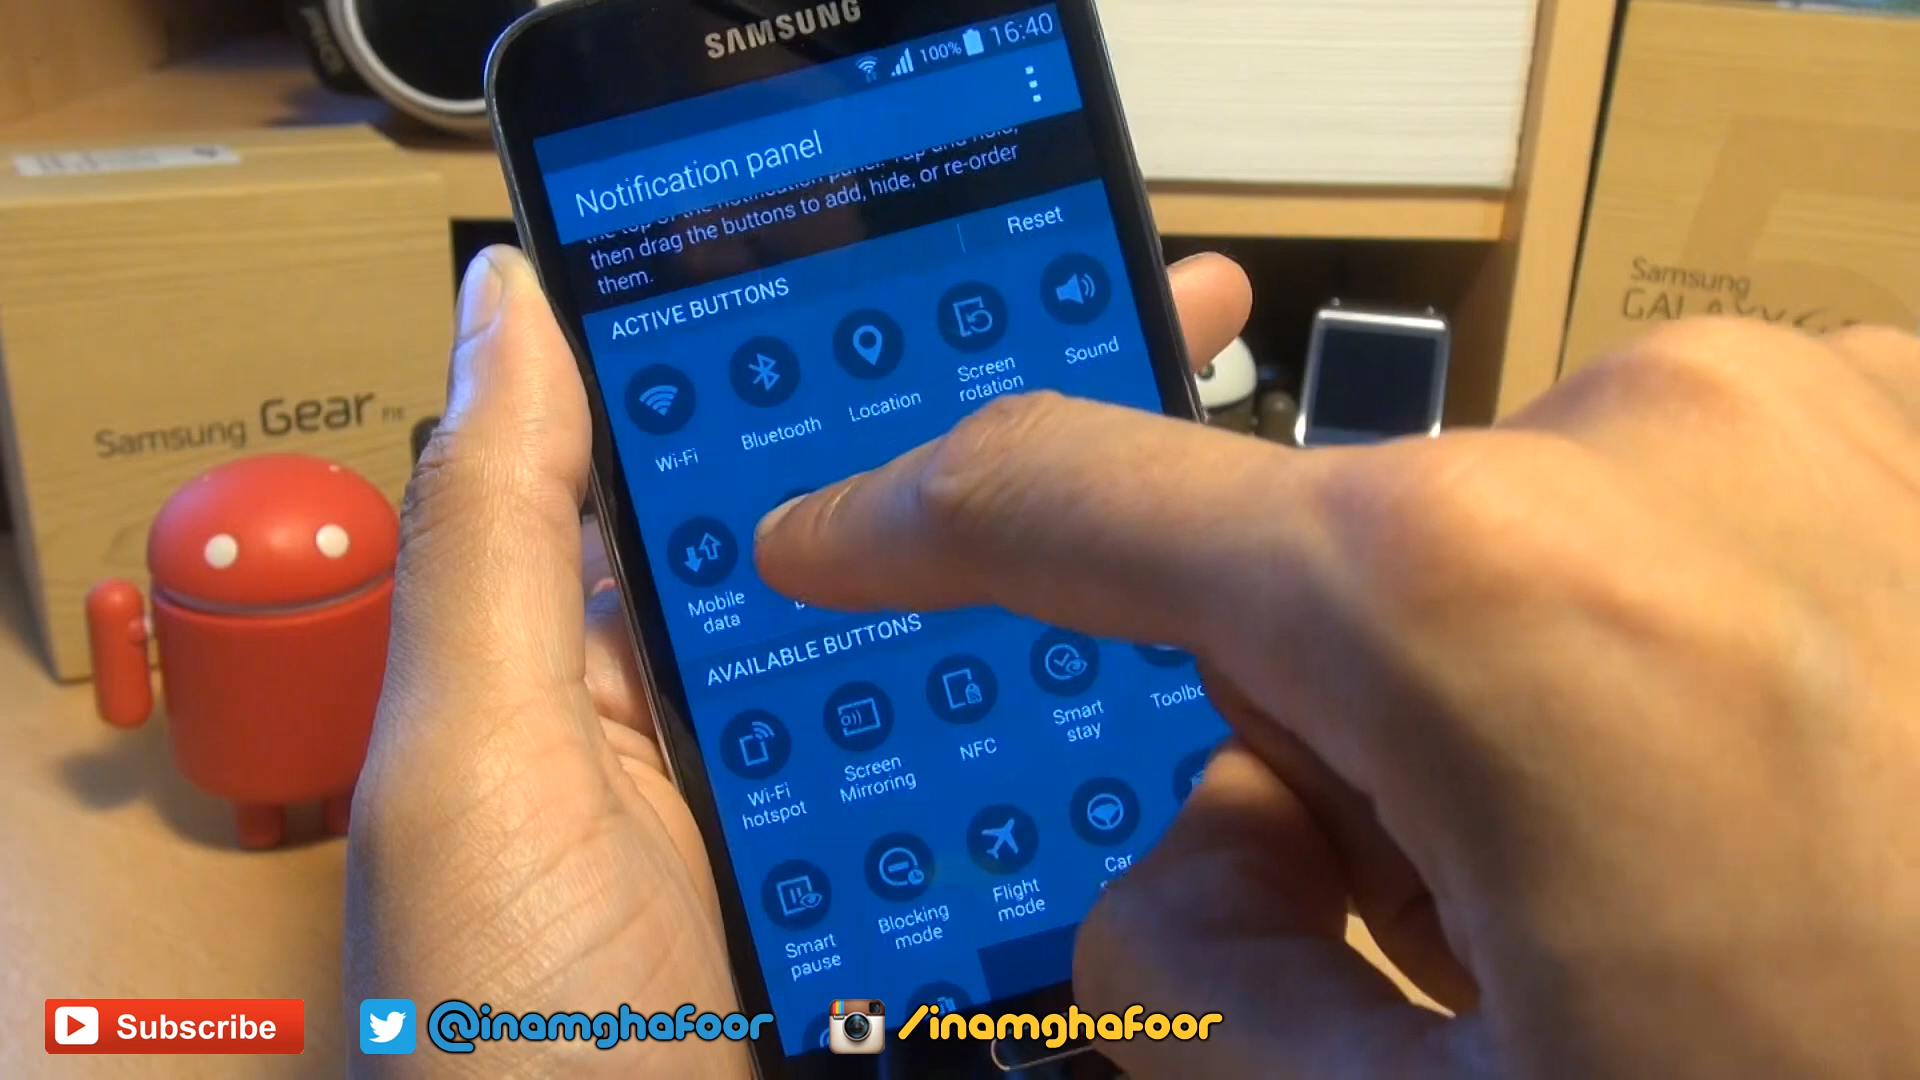 SAMSUNG
100% 16:40
Notification panel
then drag the buttons to add, hide, or re-order
them.
Reset
ACTIVE BUTTONS
Wi-Fi
Bluetooth
Location
Screen
rotation
Sound
Mobile
data
AVAILABLE BUTTONS
Wi-Fi
hotspot
Screen
Mirroring
NFC
Smart
stay
Smart
pause
Blocking
mode
Flight
mode
Car
Samsung Gear Fit
Samsung
Subscribe
@inamghafoor
/inamghafoor